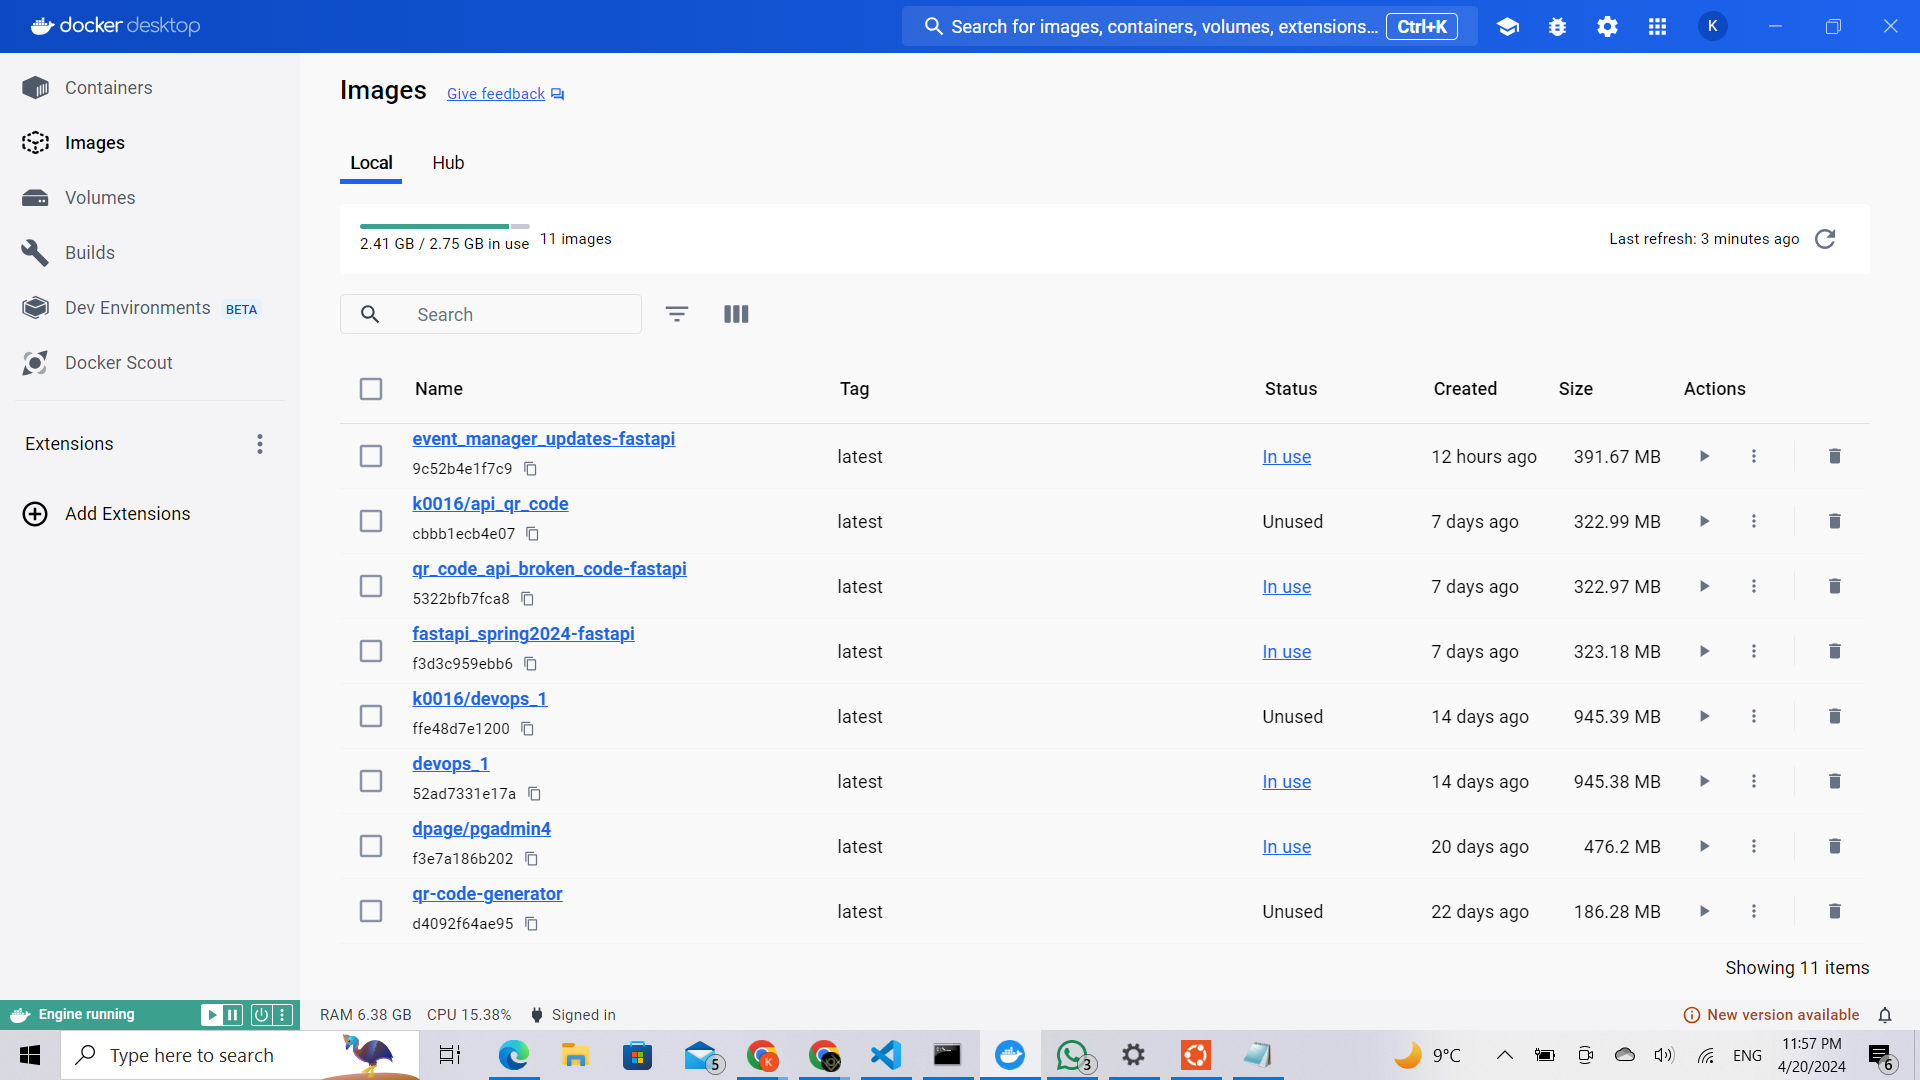 docker desktop
Search for images, containers, volumes, extensions... Ctrl+K
K
Containers
Images
Volumes
Builds
Dev Environments BETA
Docker Scout
Extensions
Add Extensions
Images Give feedback
Local Hub
2.41 GB / 2.75 GB in use 11 images
Last refresh: 3 minutes ago
Search
Name Tag Status Created Size Actions
event_manager_updates-fastapi
9c52b4e1f7c9
latest In use 12 hours ago 391.67 MB
k0016/api_qr_code
cbbb1ecb4e07
latest Unused 7 days ago 322.99 MB
qr_code_api_broken_code-fastapi
5322bfb7fca8
latest In use 7 days ago 322.97 MB
fastapi_spring2024-fastapi
f3d3c959ebb6
latest In use 7 days ago 323.18 MB
k0016/devops_1
ffe48d7e1200
latest Unused 14 days ago 945.39 MB
devops_1
52ad7331e17a
latest In use 14 days ago 945.38 MB
dpage/pgadmin4
f3e7a186b202
latest In use 20 days ago 476.2 MB
qr-code-generator
d4092f64ae95
latest Unused 22 days ago 186.28 MB
Showing 11 items
Engine running
RAM 6.38 GB CPU 15.38% Signed in
New version available
Type here to search
5
K
3
9°C
ENG
11:57 PM
4/20/2024
6